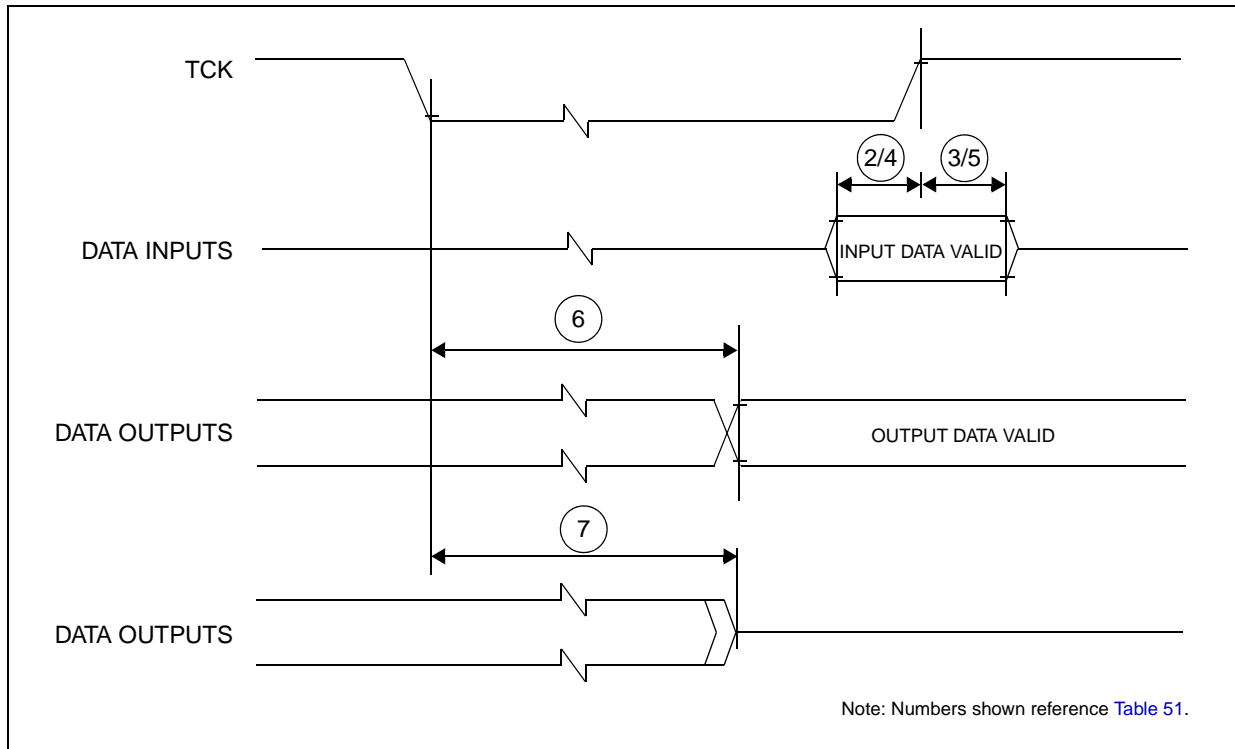 TCK
2/4
3/5
DATA INPUTS
INPUT DATA VALID
6
DATA OUTPUTS
OUTPUT DATA VALID
7
DATA OUTPUTS
Note: Numbers shown reference Table 51.